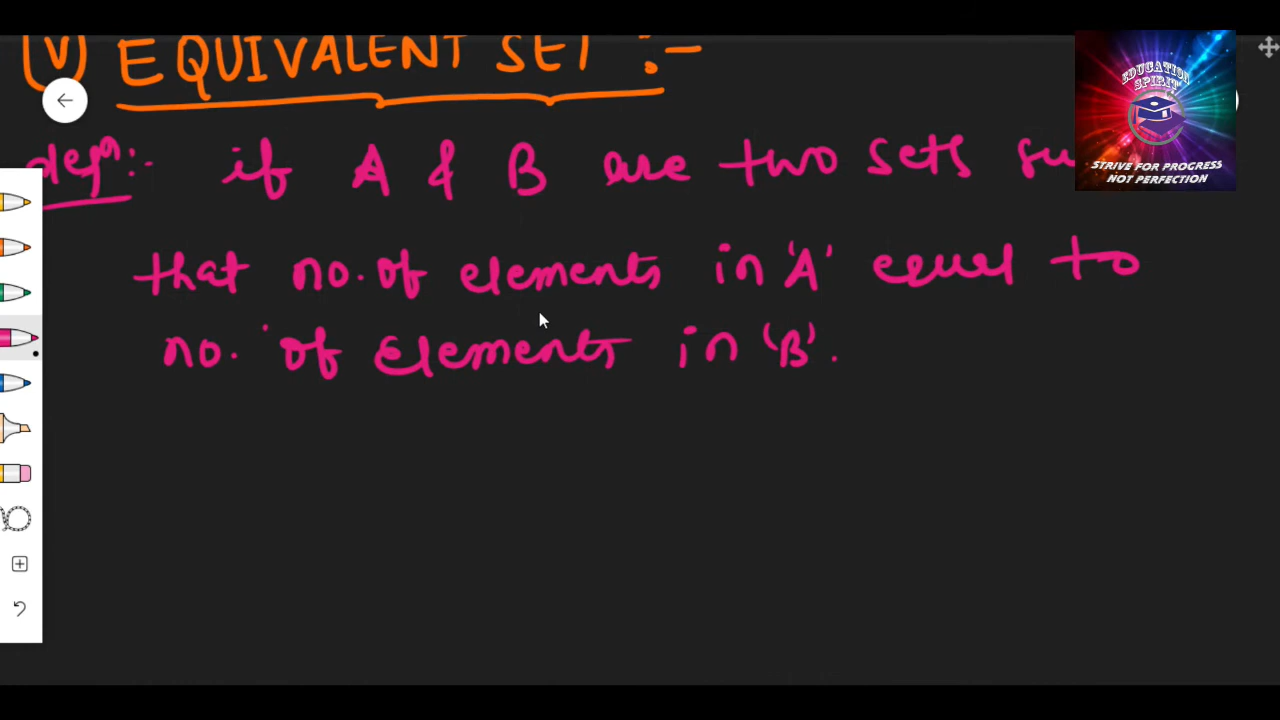 (v) EQUIVALENT SET :-
EDUCATION
SPIRIT
STRIVE FOR PROGRESS
NOT PERFECTION
defn:- if A & B are two sets su
that no. of elements in 'A' equal to
no. of elements in 'B'.